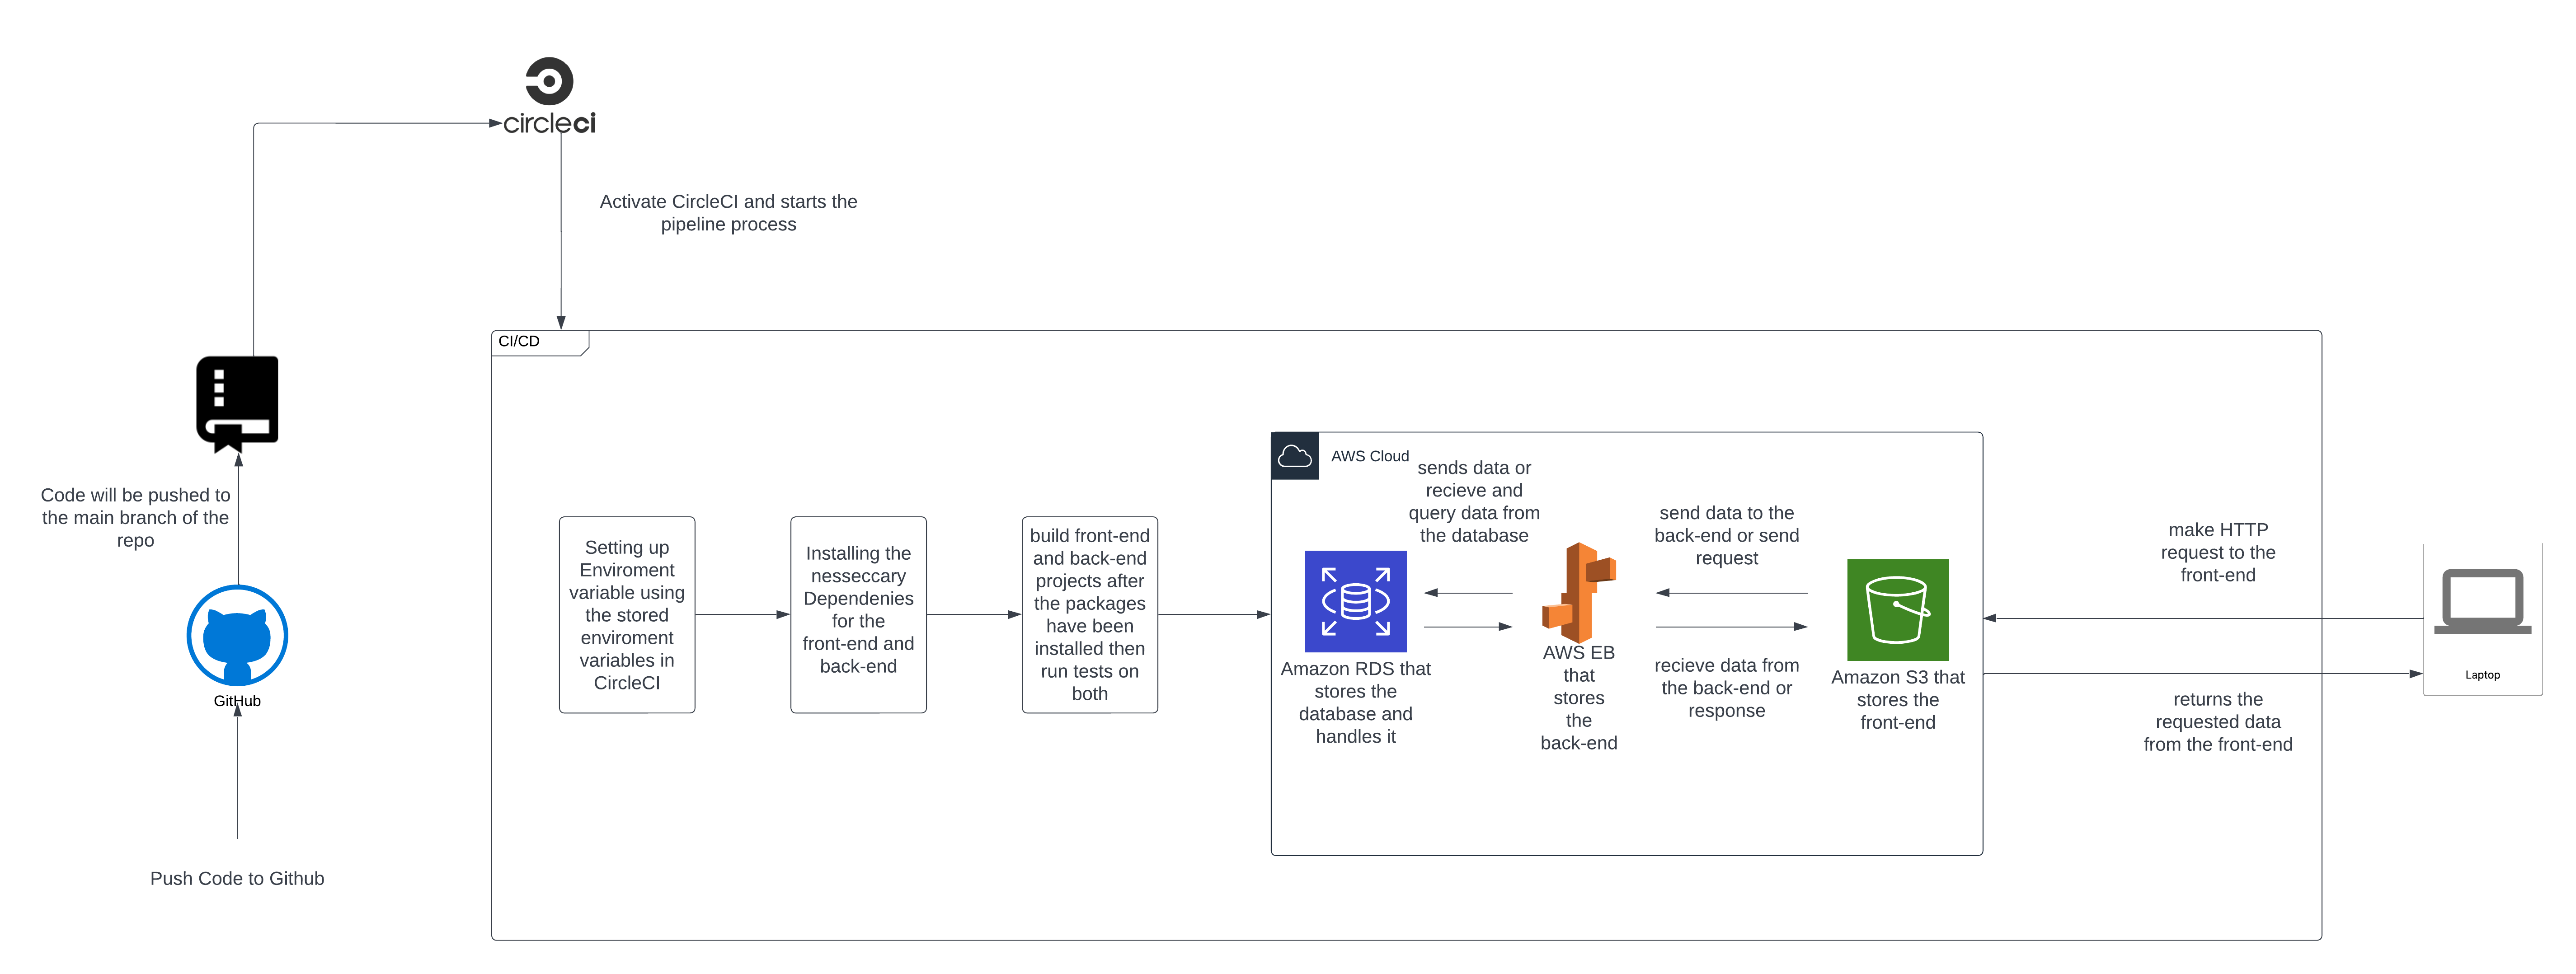 circleci
Activate CircleCI and starts the
pipeline process
CI/CD
Code will be pushed to
the main branch of the
repo
GitHub
Push Code to Github
Setting up
Enviroment
variable using
the stored
enviroment
variables in
CircleCI
Installing the
nesseccary
Dependenies
for the
front-end and
back-end
build front-end
and back-end
projects after
the packages
have been
installed then
run tests on
both
AWS Cloud
sends data or
recieve and
query data from
the database
Amazon RDS that
stores the
database and
handles it
AWS EB
that
stores
the
back-end
send data to the
back-end or send
request
recieve data from
the back-end or
response
Amazon S3 that
stores the
front-end
make HTTP
request to the
front-end
returns the
requested data
from the front-end
Laptop